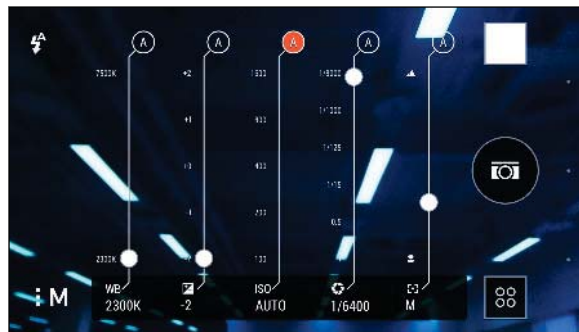 A
A A A A A
7500K +2 1600 1/8000
+1 800 1/1000
+0 400 1/125
-1 200 1/15
0.5
2300K 100
WB ISO
2300K -2 AUTO 1/6400 M
M